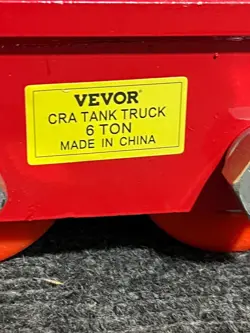 VEVOR®
CRA TANK TRUCK
6 TON
MADE IN CHINA